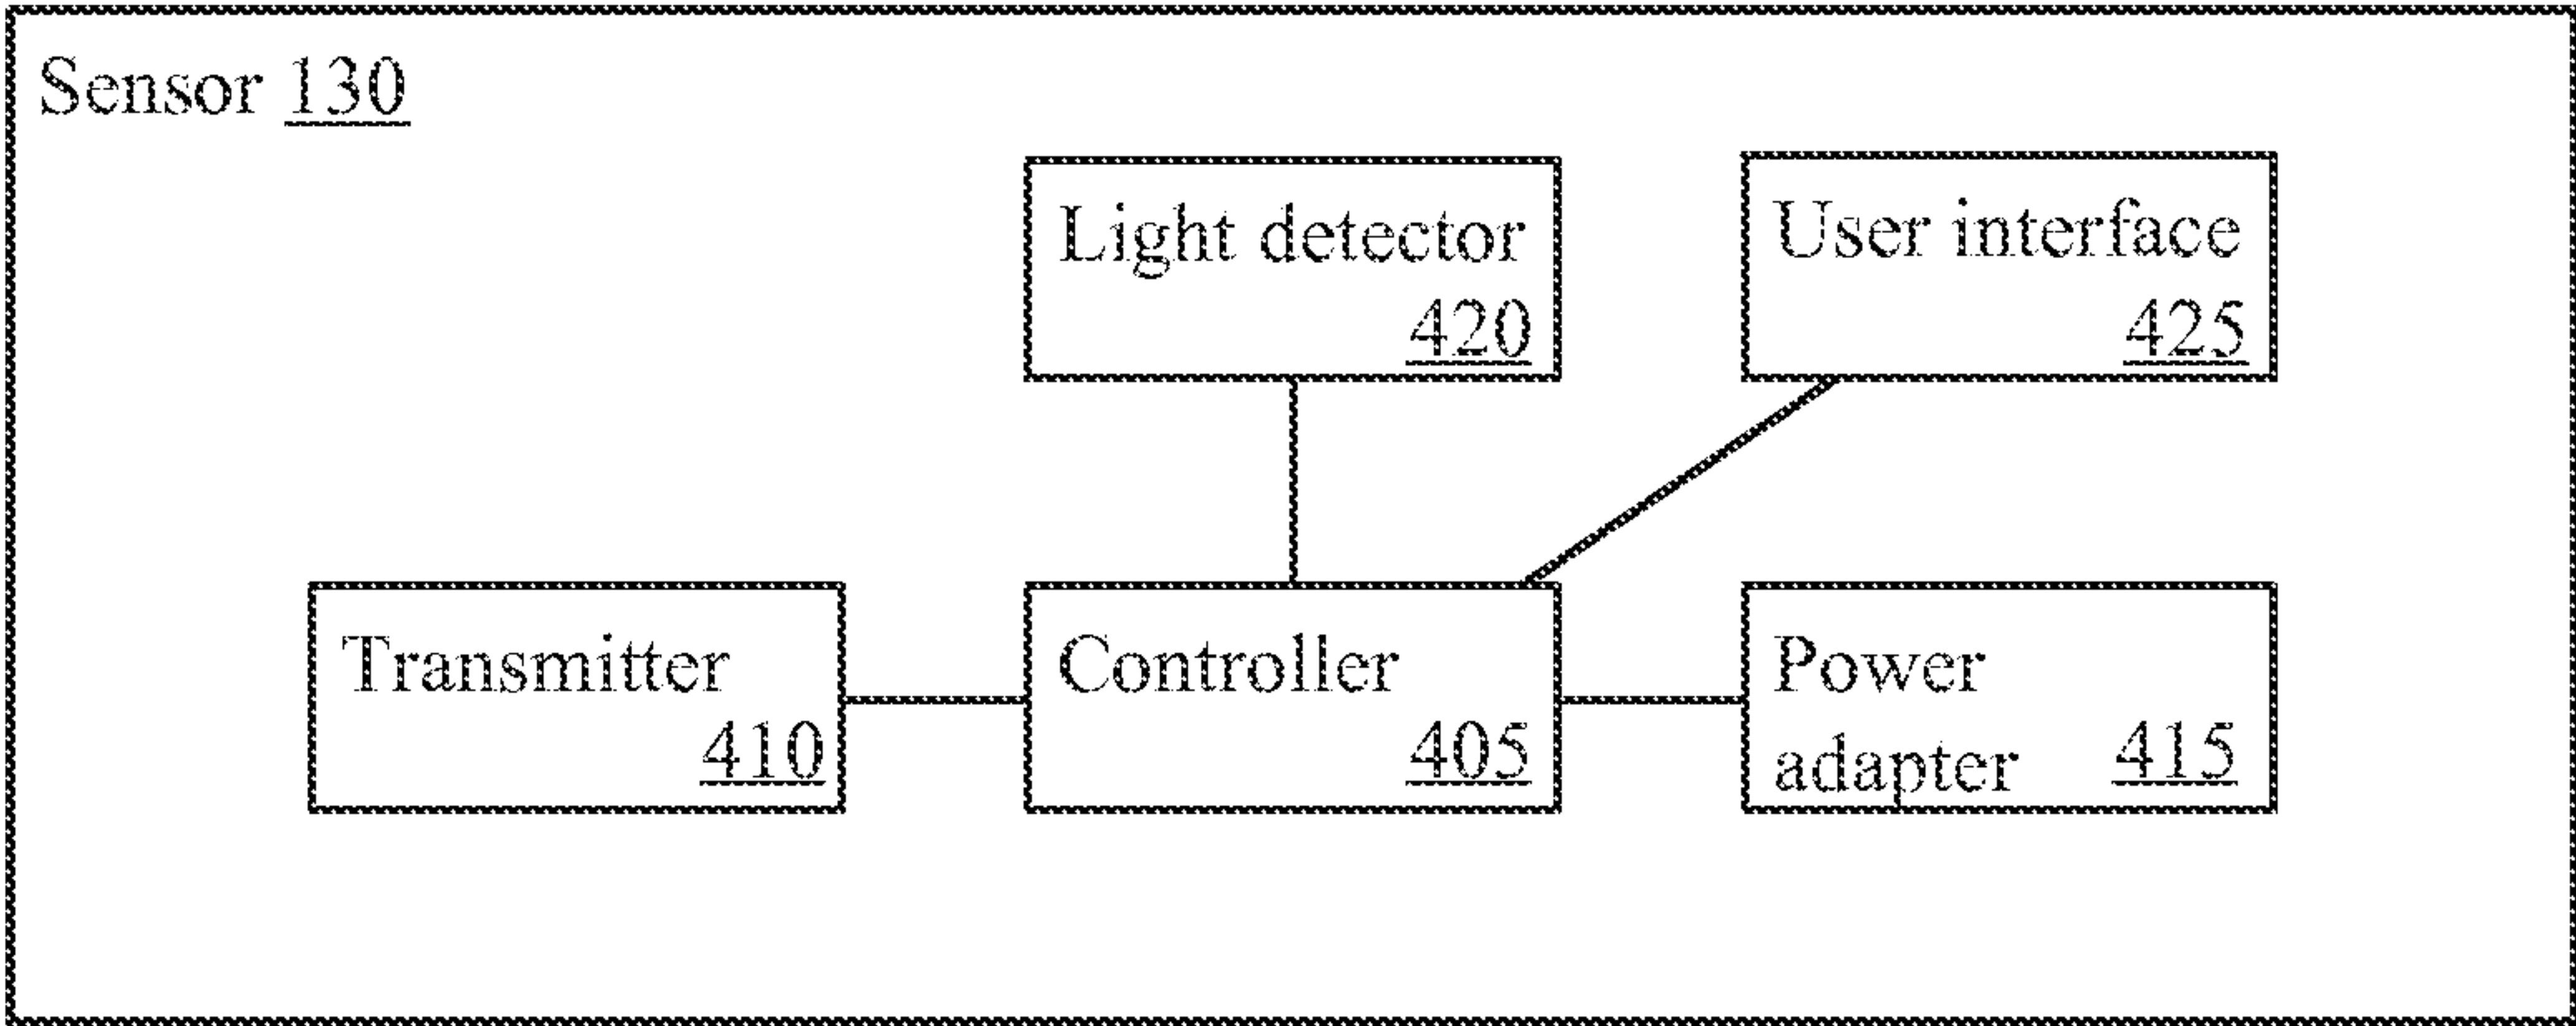 Sensor 130
Light detector
420
User interface
425
Transmitter
410
Controller
405
Power
adapter 415